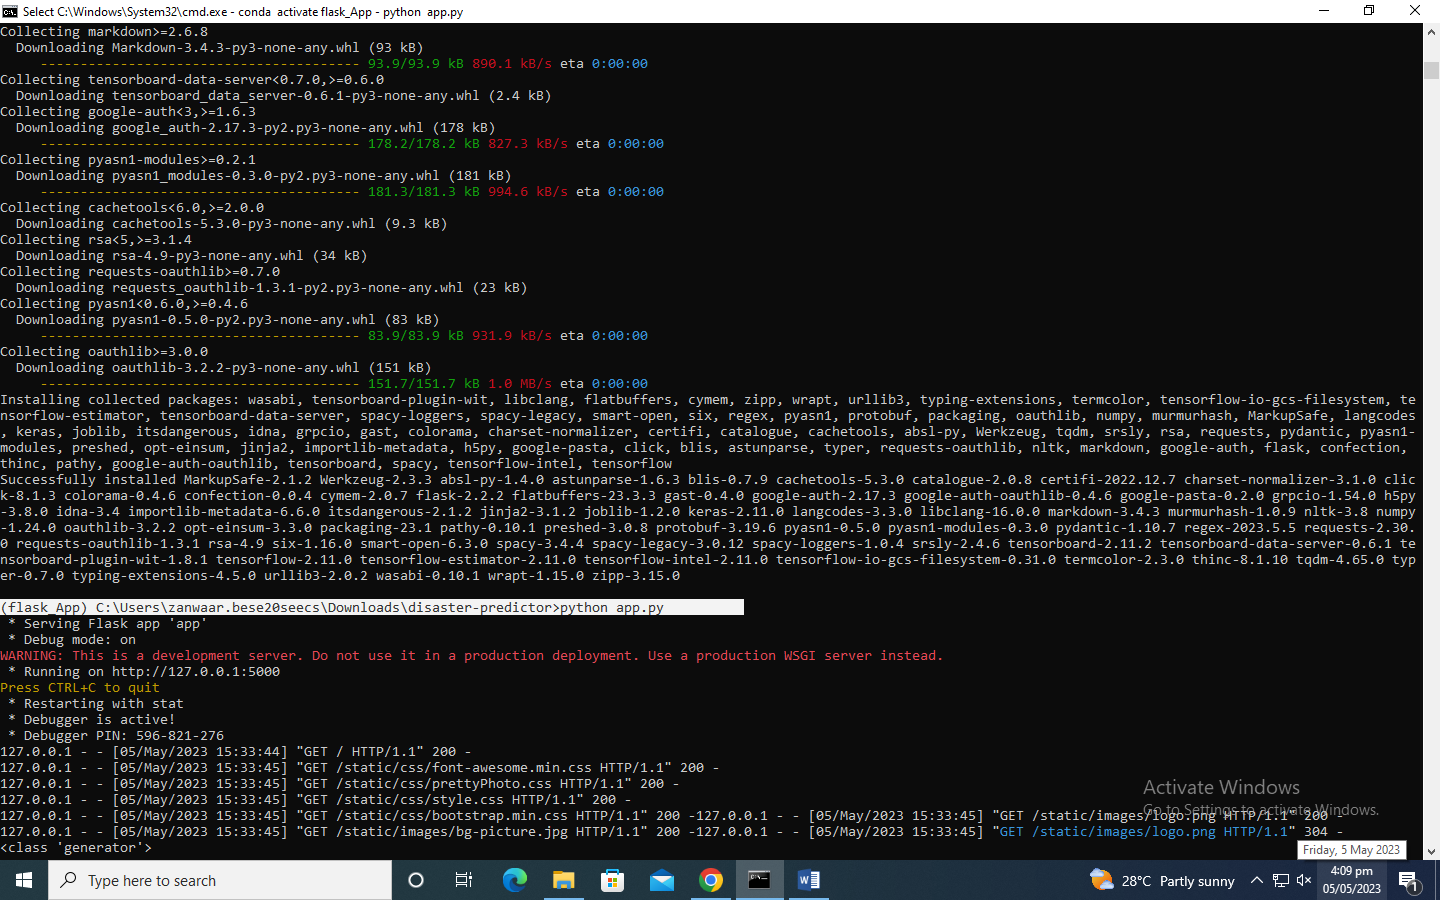 Select C:\Windows\System32\cmd.exe - conda  activate flask_App - python  app.py
Collecting markdown>=2.6.8
  Downloading Markdown-3.4.3-py3-none-any.whl (93 kB)
     ---------------------------------------- 93.9/93.9 kB 890.1 kB/s eta 0:00:00
Collecting tensorboard-data-server<0.7.0,>=0.6.0
  Downloading tensorboard_data_server-0.6.1-py3-none-any.whl (2.4 kB)
Collecting google-auth<3,>=1.6.3
  Downloading google_auth-2.17.3-py2.py3-none-any.whl (178 kB)
     ---------------------------------------- 178.2/178.2 kB 827.3 kB/s eta 0:00:00
Collecting pyasn1-modules>=0.2.1
  Downloading pyasn1_modules-0.3.0-py2.py3-none-any.whl (181 kB)
     ---------------------------------------- 181.3/181.3 kB 994.6 kB/s eta 0:00:00
Collecting cachetools<6.0,>=2.0.0
  Downloading cachetools-5.3.0-py3-none-any.whl (9.3 kB)
Collecting rsa<5,>=3.1.4
  Downloading rsa-4.9-py3-none-any.whl (34 kB)
Collecting requests-oauthlib>=0.7.0
  Downloading requests_oauthlib-1.3.1-py2.py3-none-any.whl (23 kB)
Collecting pyasn1<0.6.0,>=0.4.6
  Downloading pyasn1-0.5.0-py2.py3-none-any.whl (83 kB)
     ---------------------------------------- 83.9/83.9 kB 931.9 kB/s eta 0:00:00
Collecting oauthlib>=3.0.0
  Downloading oauthlib-3.2.2-py3-none-any.whl (151 kB)
     ---------------------------------------- 151.7/151.7 kB 1.0 MB/s eta 0:00:00
Installing collected packages: wasabi, tensorboard-plugin-wit, libclang, flatbuffers, cymem, zipp, wrapt, urllib3, typing-extensions, termcolor, tensorflow-io-gcs-filesystem, te
nsorflow-estimator, tensorboard-data-server, spacy-loggers, spacy-legacy, smart-open, six, regex, pyasn1, protobuf, packaging, oauthlib, numpy, murmurhash, MarkupSafe, langcodes
, keras, joblib, itsdangerous, idna, grpcio, gast, colorama, charset-normalizer, certifi, catalogue, cachetools, absl-py, Werkzeug, tqdm, srsly, rsa, requests, pydantic, pyasn1-
modules, preshed, opt-einsum, jinja2, importlib-metadata, h5py, google-pasta, click, blis, astunparse, typer, requests-oauthlib, nltk, markdown, google-auth, flask, confection,
thinc, pathy, google-auth-oauthlib, tensorboard, spacy, tensorflow-intel, tensorflow
Successfully installed MarkupSafe-2.1.2 Werkzeug-2.3.3 absl-py-1.4.0 astunparse-1.6.3 blis-0.7.9 cachetools-5.3.0 catalogue-2.0.8 certifi-2022.12.7 charset-normalizer-3.1.0 clic
k-8.1.3 colorama-0.4.6 confection-0.0.4 cymem-2.0.7 flask-2.2.2 flatbuffers-23.3.3 gast-0.4.0 google-auth-2.17.3 google-auth-oauthlib-0.4.6 google-pasta-0.2.0 grpcio-1.54.0 h5py
-3.8.0 idna-3.4 importlib-metadata-6.6.0 itsdangerous-2.1.2 jinja2-3.1.2 joblib-1.2.0 keras-2.11.0 langcodes-3.3.0 libclang-16.0.0 markdown-3.4.3 murmurhash-1.0.9 nltk-3.8 numpy
-1.24.0 oauthlib-3.2.2 opt-einsum-3.3.0 packaging-23.1 pathy-0.10.1 preshed-3.0.8 protobuf-3.19.6 pyasn1-0.5.0 pyasn1-modules-0.3.0 pydantic-1.10.7 regex-2023.5.5 requests-2.30.
0 requests-oauthlib-1.3.1 rsa-4.9 six-1.16.0 smart-open-6.3.0 spacy-3.4.4 spacy-legacy-3.0.12 spacy-loggers-1.0.4 srsly-2.4.6 tensorboard-2.11.2 tensorboard-data-server-0.6.1 te
nsorboard-plugin-wit-1.8.1 tensorflow-2.11.0 tensorflow-estimator-2.11.0 tensorflow-intel-2.11.0 tensorflow-io-gcs-filesystem-0.31.0 termcolor-2.3.0 thinc-8.1.10 tqdm-4.65.0 typ
er-0.7.0 typing-extensions-4.5.0 urllib3-2.0.2 wasabi-0.10.1 wrapt-1.15.0 zipp-3.15.0
(flask_App) C:\Users\zanwaar.bese20seecs\Downloads\disaster-predictor>python app.py
 * Serving Flask app 'app'
 * Debug mode: on
WARNING: This is a development server. Do not use it in a production deployment. Use a production WSGI server instead.
 * Running on http://127.0.0.1:5000
Press CTRL+C to quit
 * Restarting with stat
 * Debugger is active!
 * Debugger PIN: 596-821-276
127.0.0.1 - - [05/May/2023 15:33:44] "GET / HTTP/1.1" 200 -
127.0.0.1 - - [05/May/2023 15:33:45] "GET /static/css/font-awesome.min.css HTTP/1.1" 200 -
127.0.0.1 - - [05/May/2023 15:33:45] "GET /static/css/prettyPhoto.css HTTP/1.1" 200 -
127.0.0.1 - - [05/May/2023 15:33:45] "GET /static/css/style.css HTTP/1.1" 200 -
127.0.0.1 - - [05/May/2023 15:33:45] "GET /static/css/bootstrap.min.css HTTP/1.1" 200 -127.0.0.1 - - [05/May/2023 15:33:45] "GET /static/images/logo.png HTTP/1.1" 200 -
127.0.0.1 - - [05/May/2023 15:33:45] "GET /static/images/bg-picture.jpg HTTP/1.1" 200 -127.0.0.1 - - [05/May/2023 15:33:45] "GET /static/images/logo.png HTTP/1.1" 304 -
<class 'generator'>
Activate Windows
Go to Settings to activate Windows.
Friday, 5 May 2023
Type here to search
28°C  Partly sunny
4:09 pm
05/05/2023
1